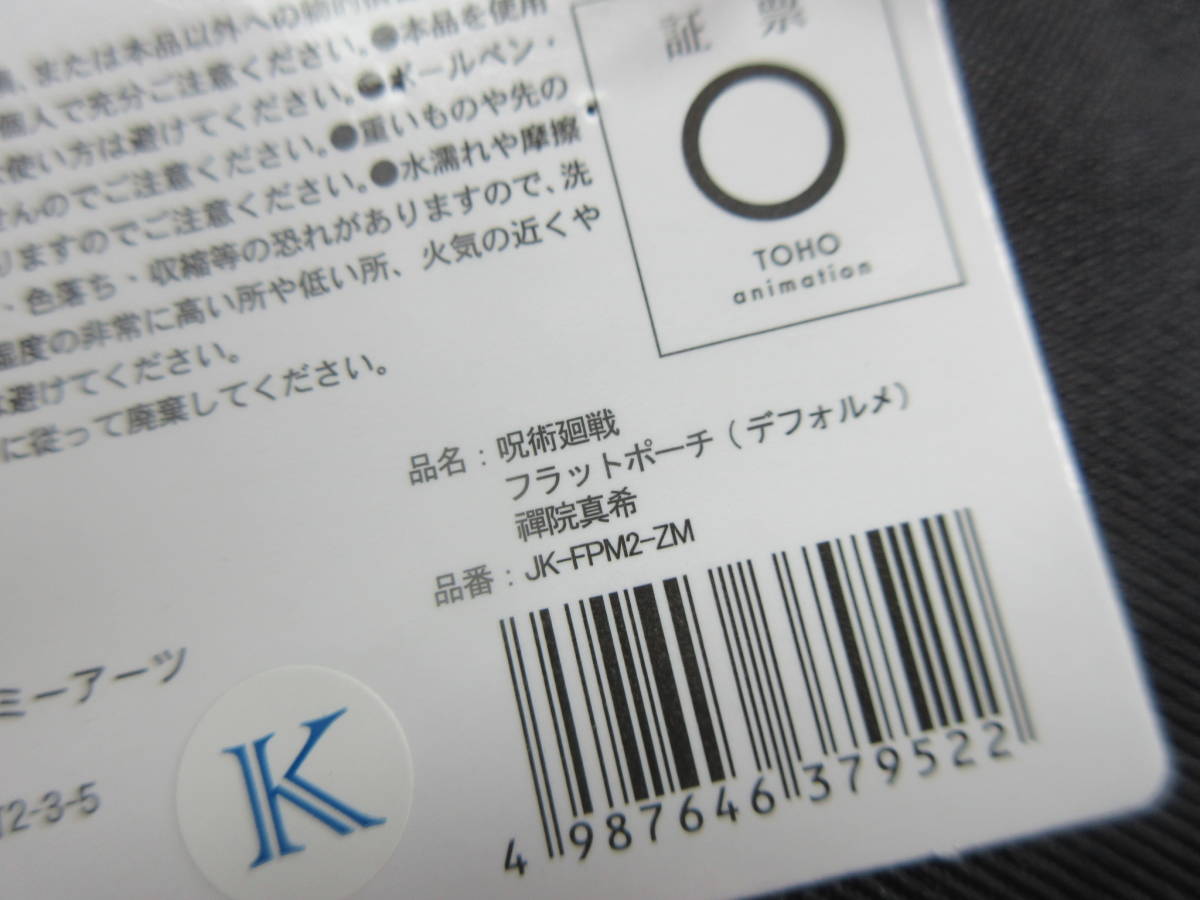 、または本品以外への
個人で充分ご注意ください。●本品を使用
使い方は避けてください。●ボールペン・
せんのでご注意ください。●重いものや先の
りますのでご注意ください。●水濡れや摩擦
・色落ち・収縮等の恐れがありますので、洗
湿度の非常に高い所や低い所、火気の近くや
は避けてください。
に従って廃棄してください。
証 票
TOHO
animation
品名：呪術廻戦
フラットポーチ（デフォルメ）
禪院真希
品番：JK-FPM2-ZM
ミーアーツ
2-3-5
K
4 987646 379522